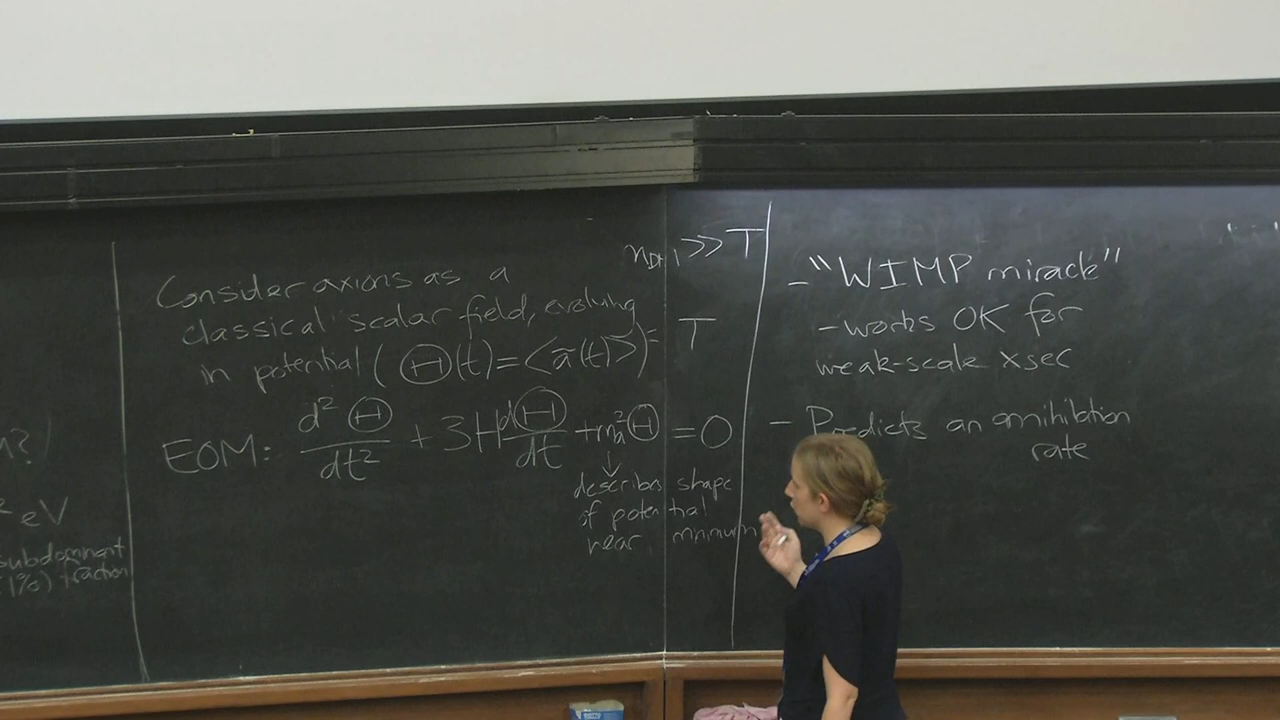 m?)
² eV
subdominant
(1%) fraction
Consider axions as a
classical scalar field, evolving
in potential (Θ(t) = <ã(t)>)
EOM: d²Θ/dt² + 3H dΘ/dt + mₐ²Θ = 0
↓
describes shape
of potential
near minimum
>> T
= T
- "WIMP miracle"
- works OK for
weak-scale xsec
- Predicts an annihilation
rate